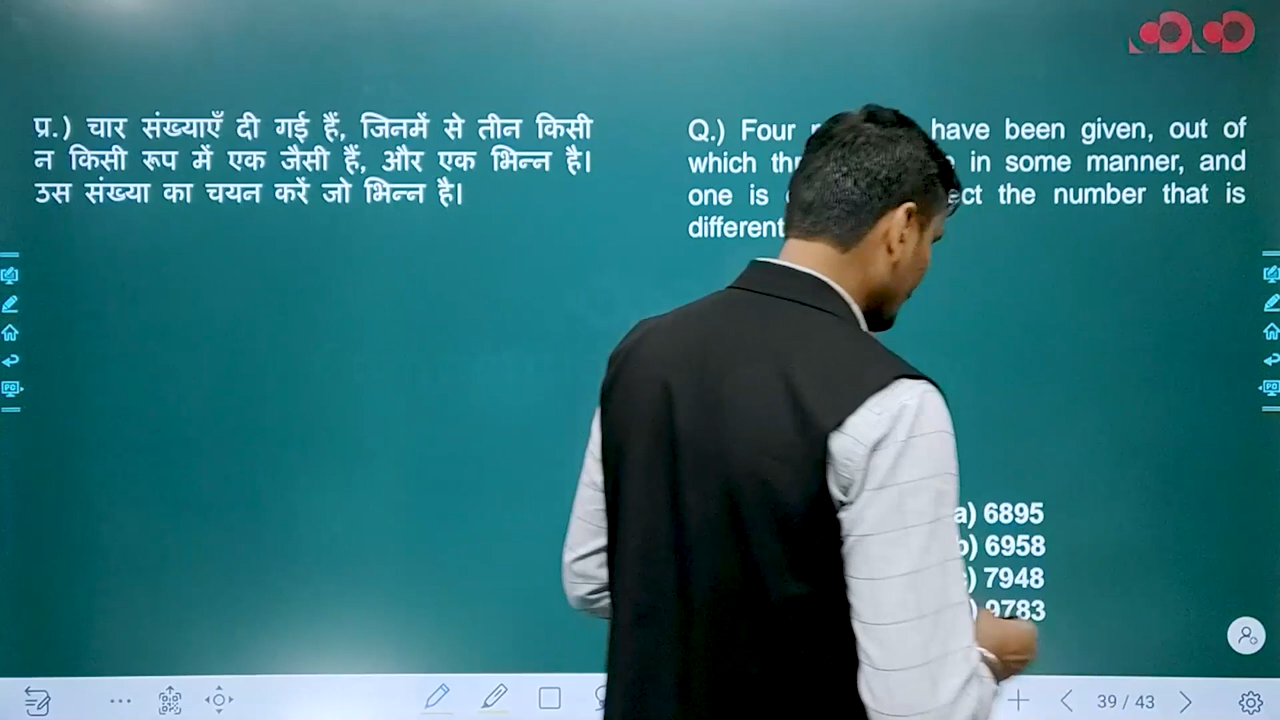 प्र.) चार संख्याएँ दी गई हैं, जिनमें से तीन किसी
न किसी रूप में एक जैसी हैं, और एक भिन्न है।
उस संख्या का चयन करें जो भिन्न है।
Q.) Four have been given, out of
which in some manner, and
one is the number that is
different
a) 6895
b) 6958
) 7948
) 9783
39 / 43